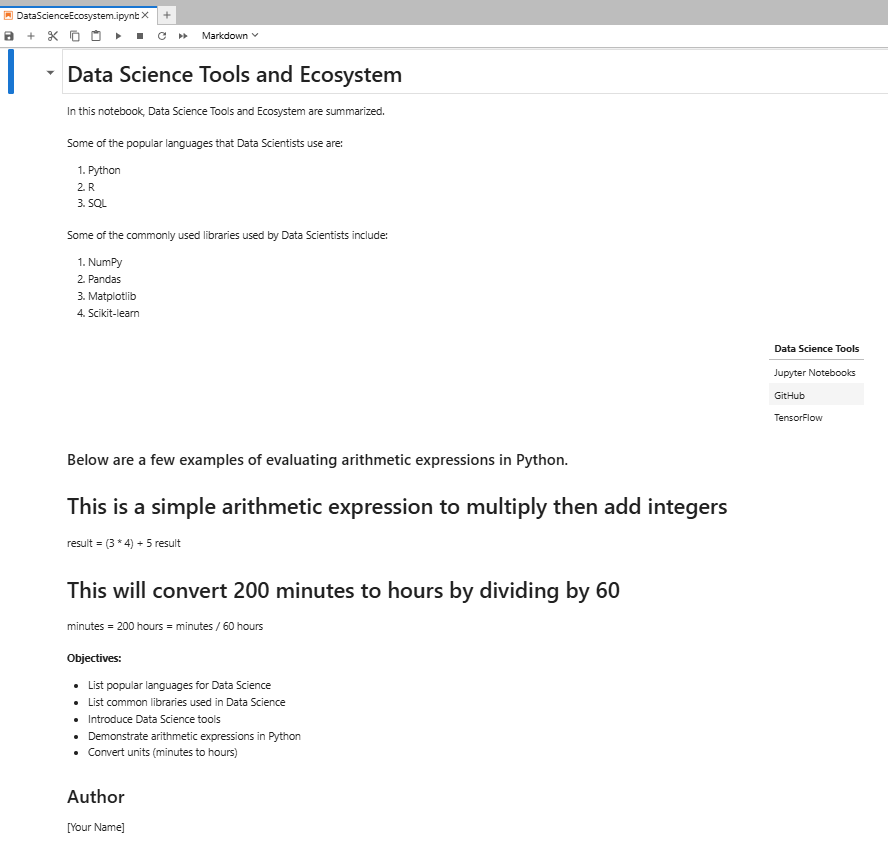 DataScienceEcosystem.ipynb
Markdown
Data Science Tools and Ecosystem
In this notebook, Data Science Tools and Ecosystem are summarized.
Some of the popular languages that Data Scientists use are:
1. Python
2. R
3. SQL
Some of the commonly used libraries used by Data Scientists include:
1. NumPy
2. Pandas
3. Matplotlib
4. Scikit-learn
Data Science Tools
Jupyter Notebooks
GitHub
TensorFlow
Below are a few examples of evaluating arithmetic expressions in Python.
This is a simple arithmetic expression to multiply then add integers
result = (3 * 4) + 5 result
This will convert 200 minutes to hours by dividing by 60
minutes = 200 hours = minutes / 60 hours
Objectives:
• List popular languages for Data Science
• List common libraries used in Data Science
• Introduce Data Science tools
• Demonstrate arithmetic expressions in Python
• Convert units (minutes to hours)
Author
[Your Name]